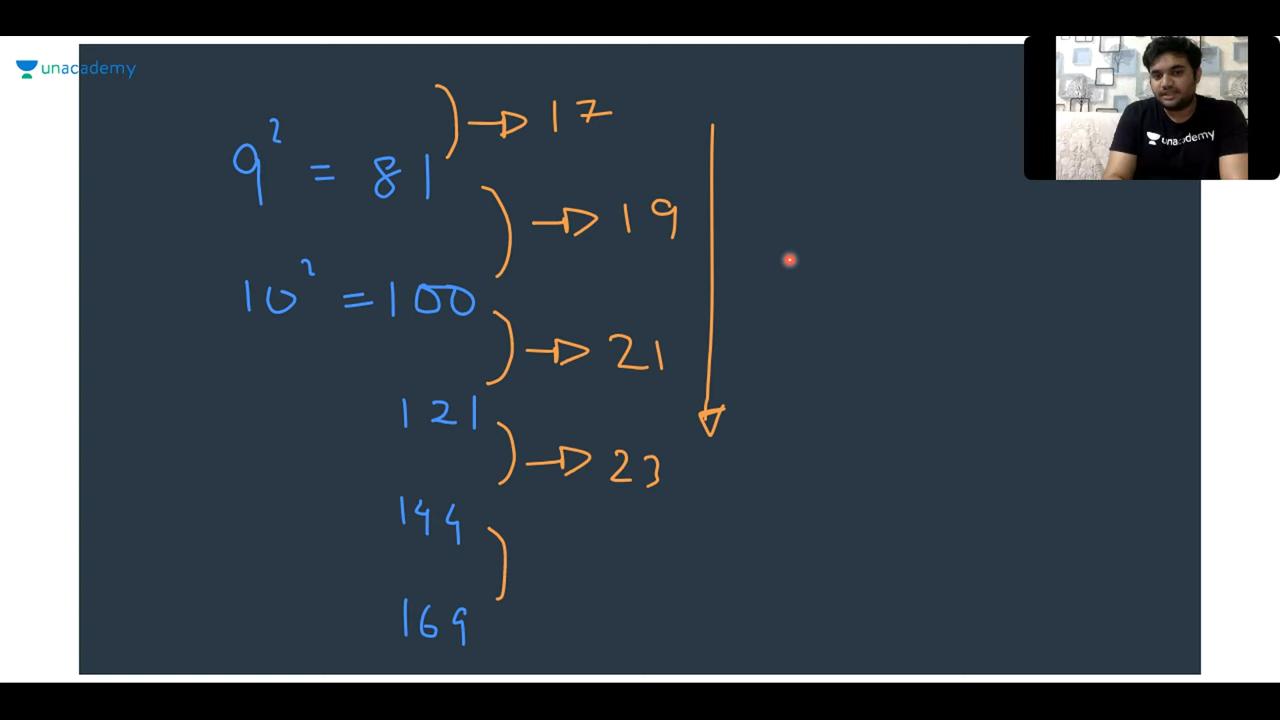 unacademy
→ 17
9² = 81
→ 19
10² = 100
→ 21
121
→ 23
144
169
unacademy